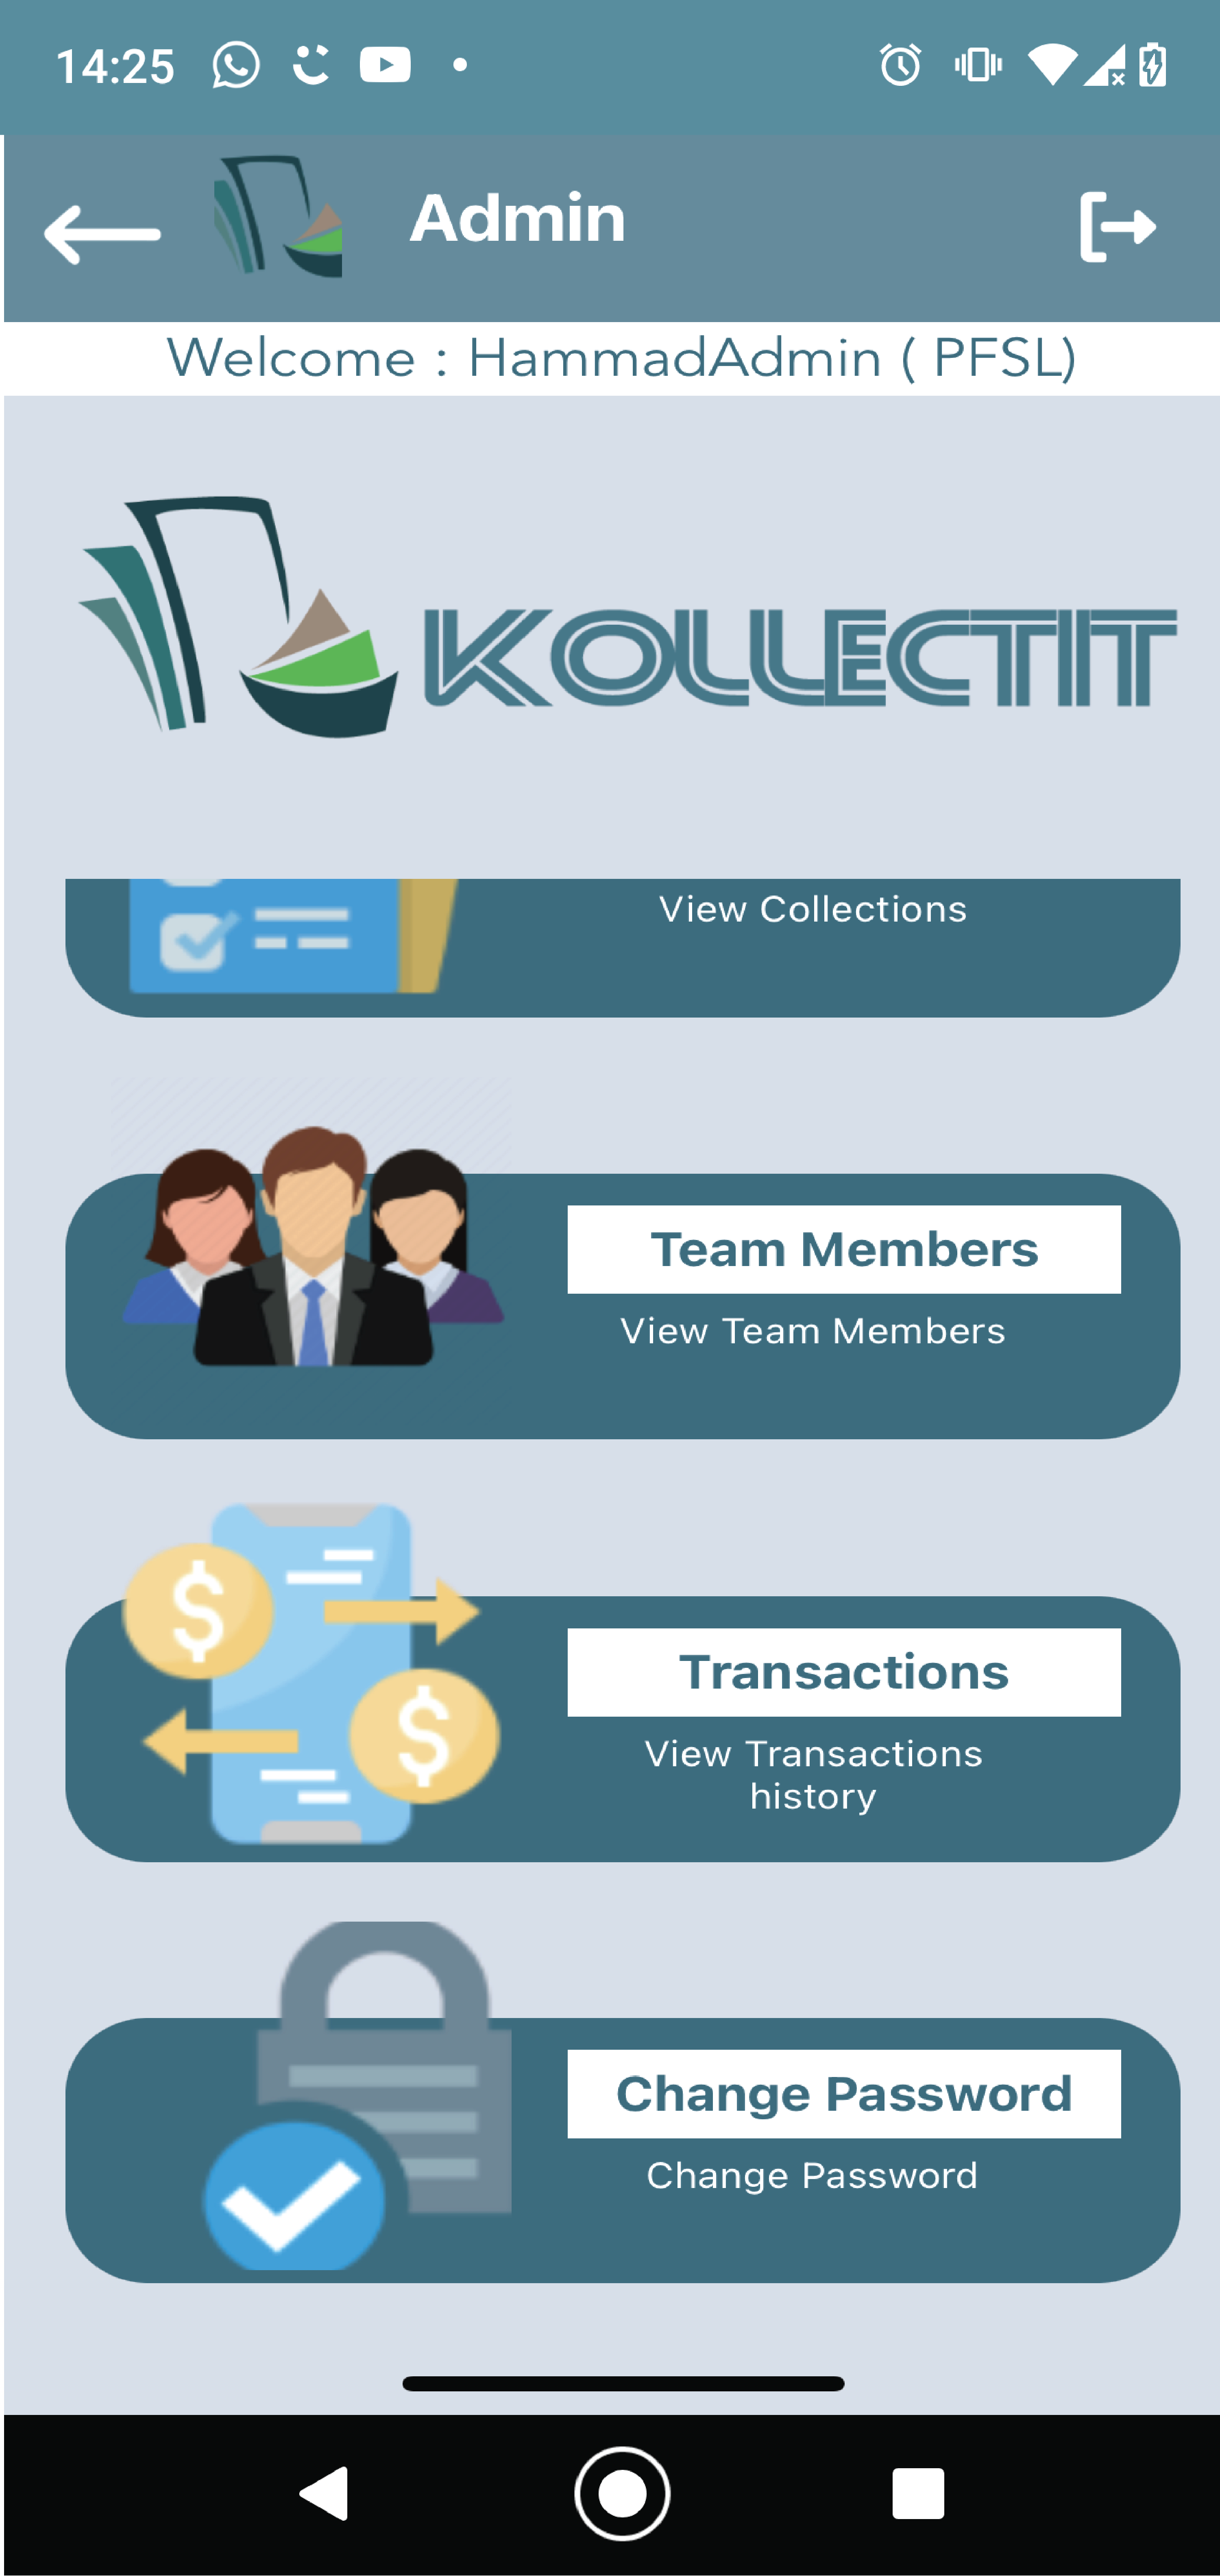 14:25
Admin
Welcome : HammadAdmin ( PFSL)
KOLLECTIT
View Collections
Team Members
View Team Members
$
Transactions
$
View Transactions
history
Change Password
Change Password